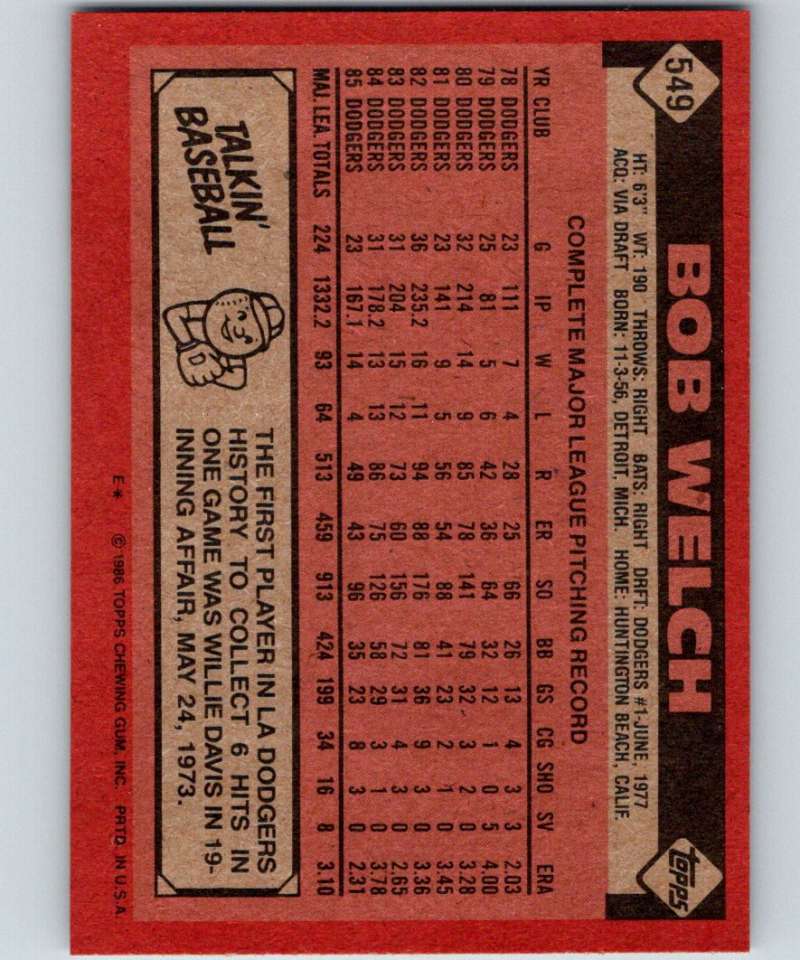 549
BOB WELCH
topps
HT: 6'3" WT: 190 THROWS: RIGHT BATS: RIGHT DRFT: DODGERS #1-JUNE, 1977
ACQ: VIA DRAFT BORN: 11-3-56, DETROIT, MICH. HOME: HUNTINGTON BEACH, CALIF.
COMPLETE MAJOR LEAGUE PITCHING RECORD
YR CLUB G IP W L R ER SO BB GS CG SHO SV ERA
78 DODGERS 23 111 7 4 28 25 66 26 13 4 3 3 2.03
79 DODGERS 25 81 5 6 42 36 64 32 12 1 0 5 4.00
80 DODGERS 32 214 14 9 85 78 141 79 32 3 2 0 3.28
81 DODGERS 23 141 9 5 56 54 88 41 23 2 1 0 3.45
82 DODGERS 36 235.2 16 11 94 88 176 81 36 9 3 0 3.36
83 DODGERS 31 204 15 12 73 60 156 72 31 4 3 0 2.65
84 DODGERS 31 178.2 13 13 86 75 126 58 29 3 1 0 3.78
85 DODGERS 23 167.1 14 4 49 43 96 35 23 8 3 0 2.31
MAJ. LEA TOTALS 224 1332.2 93 64 513 459 913 424 199 34 16 8 3.10
TALKIN'
BASEBALL
THE FIRST PLAYER IN LA DODGERS
HISTORY TO COLLECT 6 HITS IN
ONE GAME WAS WILLIE DAVIS IN 19-
INNING AFFAIR, MAY 24, 1973.
E* © 1986 TOPPS CHEWING GUM, INC. PRTD. IN U.S.A.